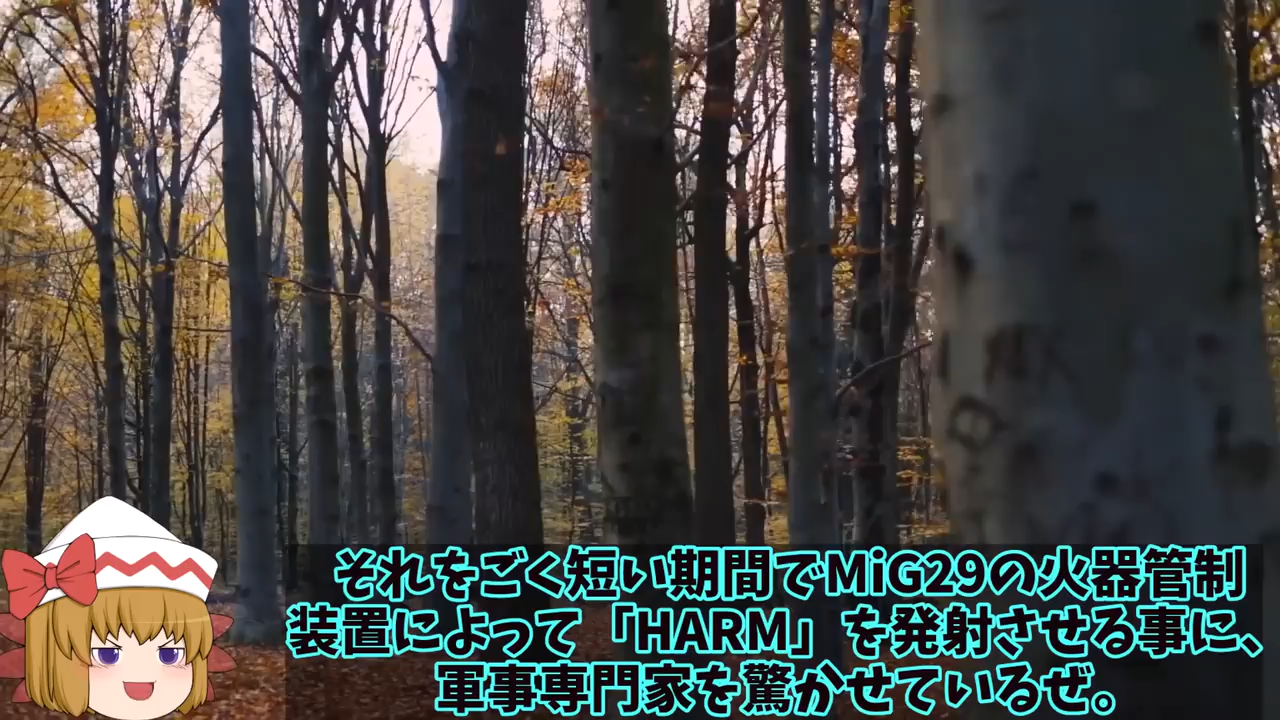 それをごく短い期間でMiG29の火器管制
装置によって「HARM」を発射させる事に、
軍事専門家を驚かせているぜ。